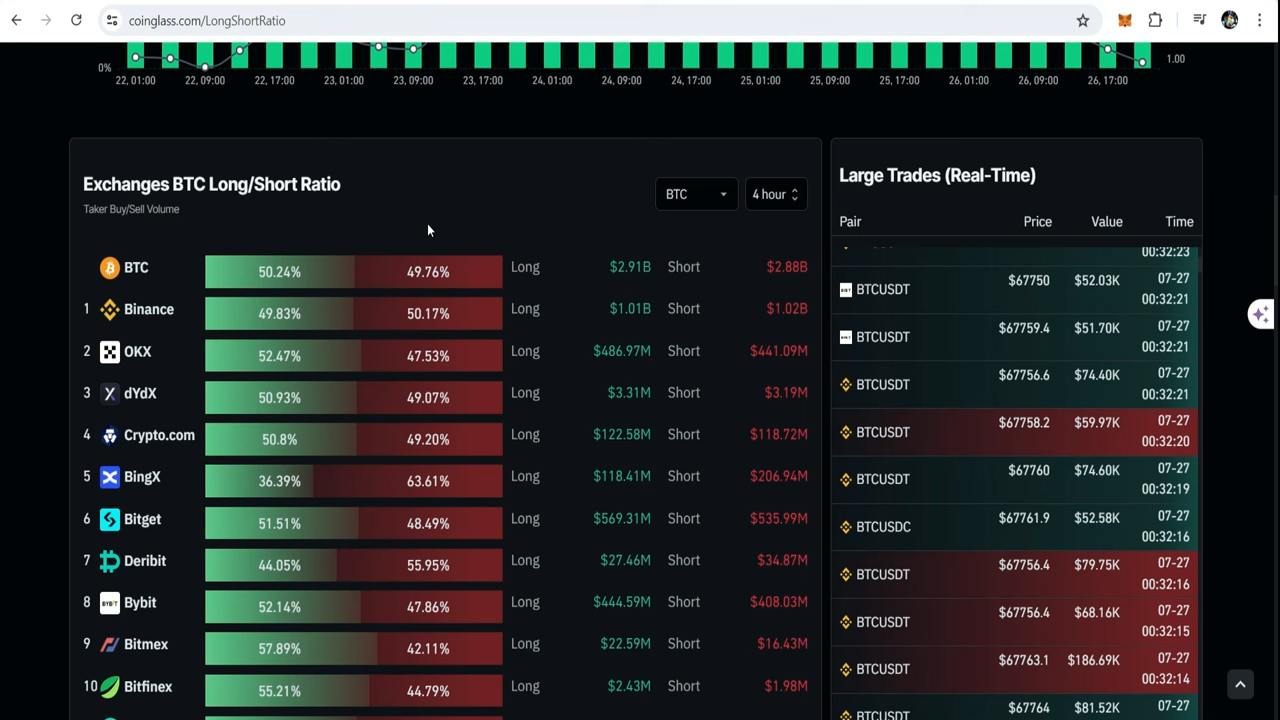 coinglass.com/LongShortRatio
0%
1.00
22, 01:00 22, 09:00 22, 17:00 23, 01:00 23, 09:00 23, 17:00 24, 01:00 24, 09:00 24, 17:00 25, 01:00 25, 09:00 25, 17:00 26, 01:00 26, 09:00 26, 17:00
Exchanges BTC Long/Short Ratio
Taker Buy/Sell Volume
BTC 4 hour
BTC 50.24% 49.76% Long $2.91B Short $2.88B
1 Binance 49.83% 50.17% Long $1.01B Short $1.02B
2 OKX 52.47% 47.53% Long $486.97M Short $441.09M
3 dYdX 50.93% 49.07% Long $3.31M Short $3.19M
4 Crypto.com 50.8% 49.20% Long $122.58M Short $118.72M
5 BingX 36.39% 63.61% Long $118.41M Short $206.94M
6 Bitget 51.51% 48.49% Long $569.31M Short $535.99M
7 Deribit 44.05% 55.95% Long $27.46M Short $34.87M
8 Bybit 52.14% 47.86% Long $444.59M Short $408.03M
9 Bitmex 57.89% 42.11% Long $22.59M Short $16.43M
10 Bitfinex 55.21% 44.79% Long $2.43M Short $1.98M
Large Trades (Real-Time)
Pair Price Value Time
00:32:23
BTCUSDT $67750 $52.03K 07-27
00:32:21
BTCUSDT $67759.4 $51.70K 07-27
00:32:21
BTCUSDT $67756.6 $74.40K 07-27
00:32:21
BTCUSDT $67758.2 $59.97K 07-27
00:32:20
BTCUSDT $67760 $74.60K 07-27
00:32:19
BTCUSDC $67761.9 $52.58K 07-27
00:32:16
BTCUSDT $67756.4 $79.75K 07-27
00:32:16
BTCUSDT $67756.4 $68.16K 07-27
00:32:15
BTCUSDT $67763.1 $186.69K 07-27
00:32:14
BTCUSDT $67764 $81.52K 07-27